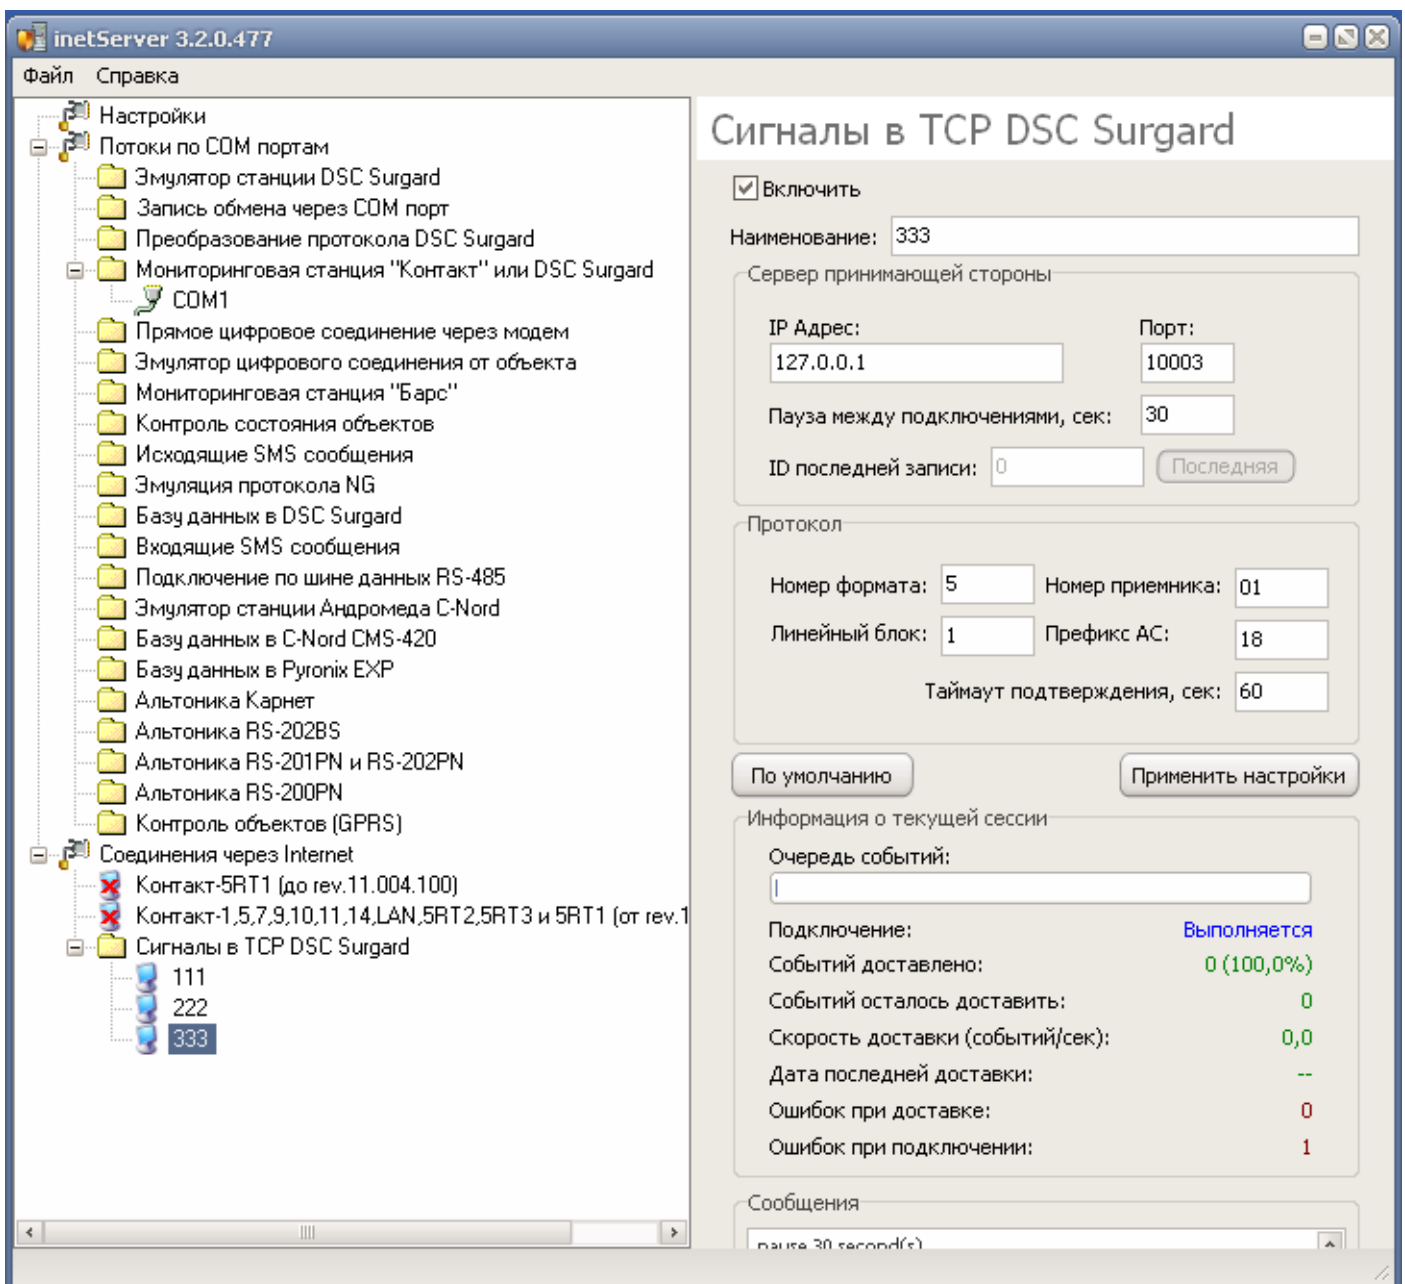 inetServer 3.2.0.477
Файл Справка
Настройки
Потоки по COM портам
Эмулятор станции DSC Surgard
Запись обмена через COM порт
Преобразование протокола DSC Surgard
Мониторинговая станция "Контакт" или DSC Surgard
COM1
Прямое цифровое соединение через модем
Эмулятор цифрового соединения от объекта
Мониторинговая станция "Барс"
Контроль состояния объектов
Исходящие SMS сообщения
Эмуляция протокола NG
Базу данных в DSC Surgard
Входящие SMS сообщения
Подключение по шине данных RS-485
Эмулятор станции Андромеда C-Nord
Базу данных в C-Nord CMS-420
Базу данных в Pyronix EXP
Альтоника Карнет
Альтоника RS-202BS
Альтоника RS-201PN и RS-202PN
Альтоника RS-200PN
Контроль объектов (GPRS)
Соединения через Internet
Контакт-5RT1 (до rev.11.004.100)
Контакт-1,5,7,9,10,11,14,LAN,5RT2,5RT3 и 5RT1 (от rev.1
Сигналы в TCP DSC Surgard
111
222
333
Сигналы в TCP DSC Surgard
Включить
Наименование: 333
Сервер принимающей стороны
IP Адрес: Порт:
127.0.0.1 10003
Пауза между подключениями, сек: 30
ID последней записи: 0 Последняя
Протокол
Номер формата: 5 Номер приемника: 01
Линейный блок: 1 Префикс АС: 18
Таймаут подтверждения, сек: 60
По умолчанию Применить настройки
Информация о текущей сессии
Очередь событий:
Подключение: Выполняется
Событий доставлено: 0 (100,0%)
Событий осталось доставить: 0
Скорость доставки (событий/сек): 0,0
Дата последней доставки: --
Ошибок при доставке: 0
Ошибок при подключении: 1
Сообщения
pause 30 second(s)